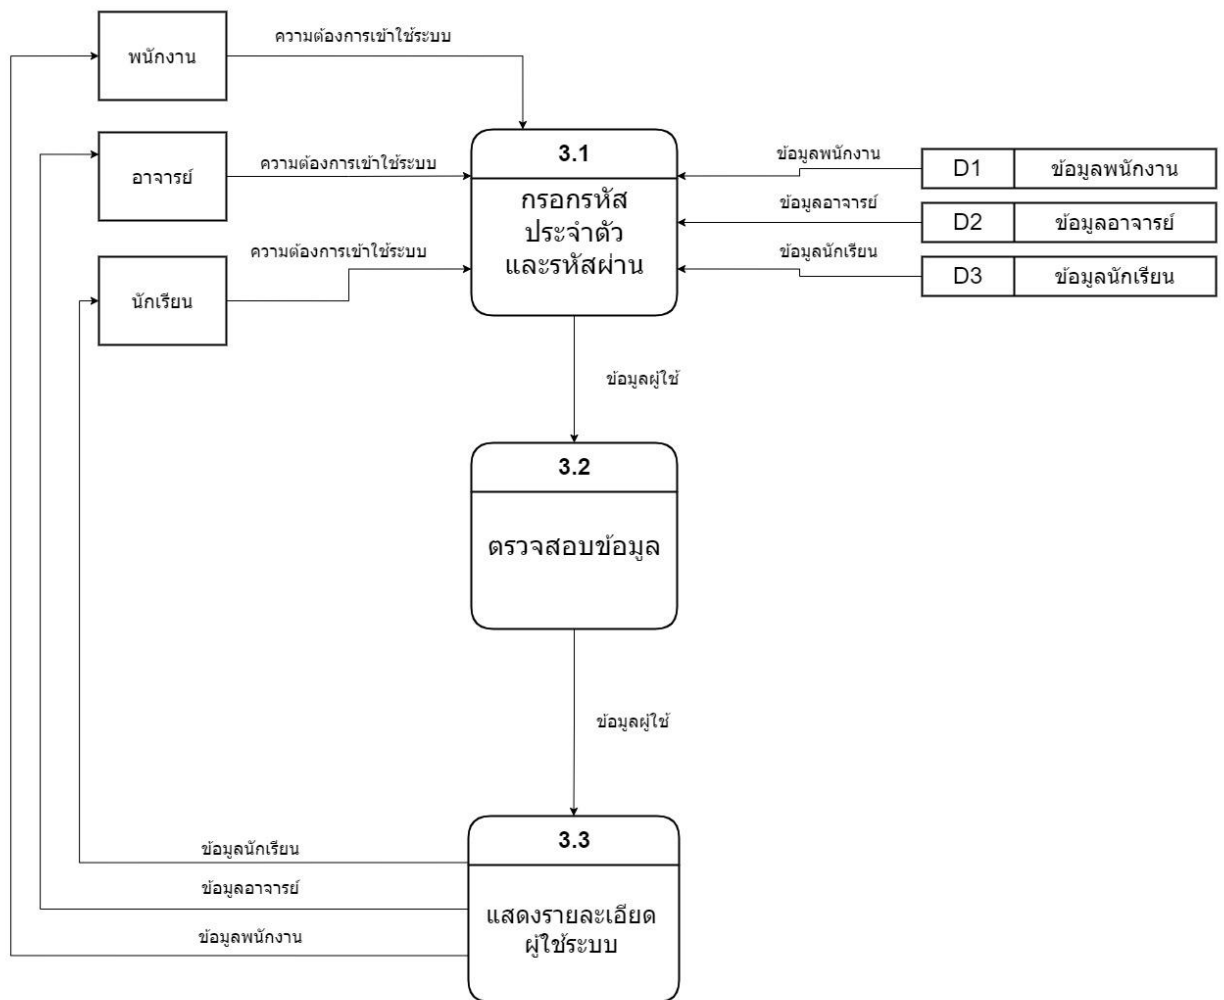 พนักงาน
ความต้องการเข้าใช้ระบบ
อาจารย์
ความต้องการเข้าใช้ระบบ
นักเรียน
ความต้องการเข้าใช้ระบบ
3.1
กรอกรหัส
ประจำตัว
และรหัสผ่าน
ข้อมูลพนักงาน
D1 ข้อมูลพนักงาน
ข้อมูลอาจารย์
D2 ข้อมูลอาจารย์
ข้อมูลนักเรียน
D3 ข้อมูลนักเรียน
ข้อมูลผู้ใช้
3.2
ตรวจสอบข้อมูล
ข้อมูลผู้ใช้
3.3
แสดงรายละเอียด
ผู้ใช้ระบบ
ข้อมูลนักเรียน
ข้อมูลอาจารย์
ข้อมูลพนักงาน